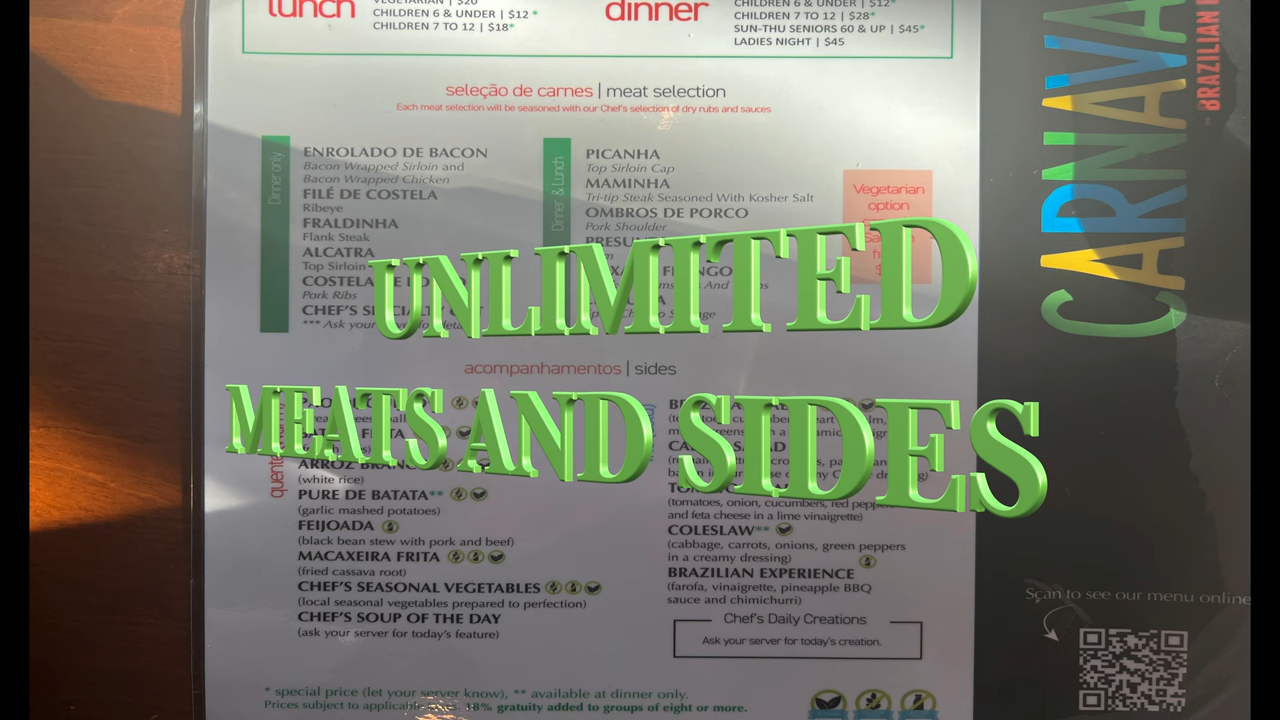 lunch
VEGETARIAN | $20
CHILDREN 6 & UNDER | $12 *
CHILDREN 7 TO 12 | $18*
dinner
CHILDREN 6 & UNDER | $12*
CHILDREN 7 TO 12 | $28*
SUN-THU SENIORS 60 & UP | $45*
LADIES NIGHT | $45
seleção de carnes | meat selection
Each meat selection will be seasoned with our Chef's selection of dry rubs and sauces
Dinner only
ENROLADO DE BACON
Bacon Wrapped Sirloin and
Bacon Wrapped Chicken
FILÉ DE COSTELA
Ribeye
FRALDINHA
Flank Steak
ALCATRA
Top Sirloin
COSTELA DE
Pork Ribs
CHEF'S
*** Ask your
Dinner & Lunch
PICANHA
Top Sirloin Cap
MAMINHA
Tri-tip Steak Seasoned With Kosher Salt
OMBROS DE PORCO
Pork Shoulder
And
Vegetarian
option
UNLIMITED
MEATS AND SIDES
acompanhamentos | sides
ARROZ
(white rice)
PURE DE BATATA**
(garlic mashed potatoes)
FEIJOADA
(black bean stew with pork and beef)
MACAXEIRA FRITA
(fried cassava root)
CHEF'S SEASONAL VEGETABLES
(local seasonal vegetables prepared to perfection)
CHEF'S SOUP OF THE DAY
(ask your server for today's feature)
(tomatoes, onion, cucumbers, red peppers
and feta cheese in a lime vinaigrette)
COLESLAW**
(cabbage, carrots, onions, green peppers
in a creamy dressing)
BRAZILIAN EXPERIENCE
(farofa, vinaigrette, pineapple BBQ
sauce and chimichurri)
Chef's Daily Creations
Ask your server for today's creation.
* special price (let your server know), ** available at dinner only.
Prices subject to applicable 18% gratuity added to groups of eight or more.
CARNAVA
BRAZILIAN
Scan to see our menu online